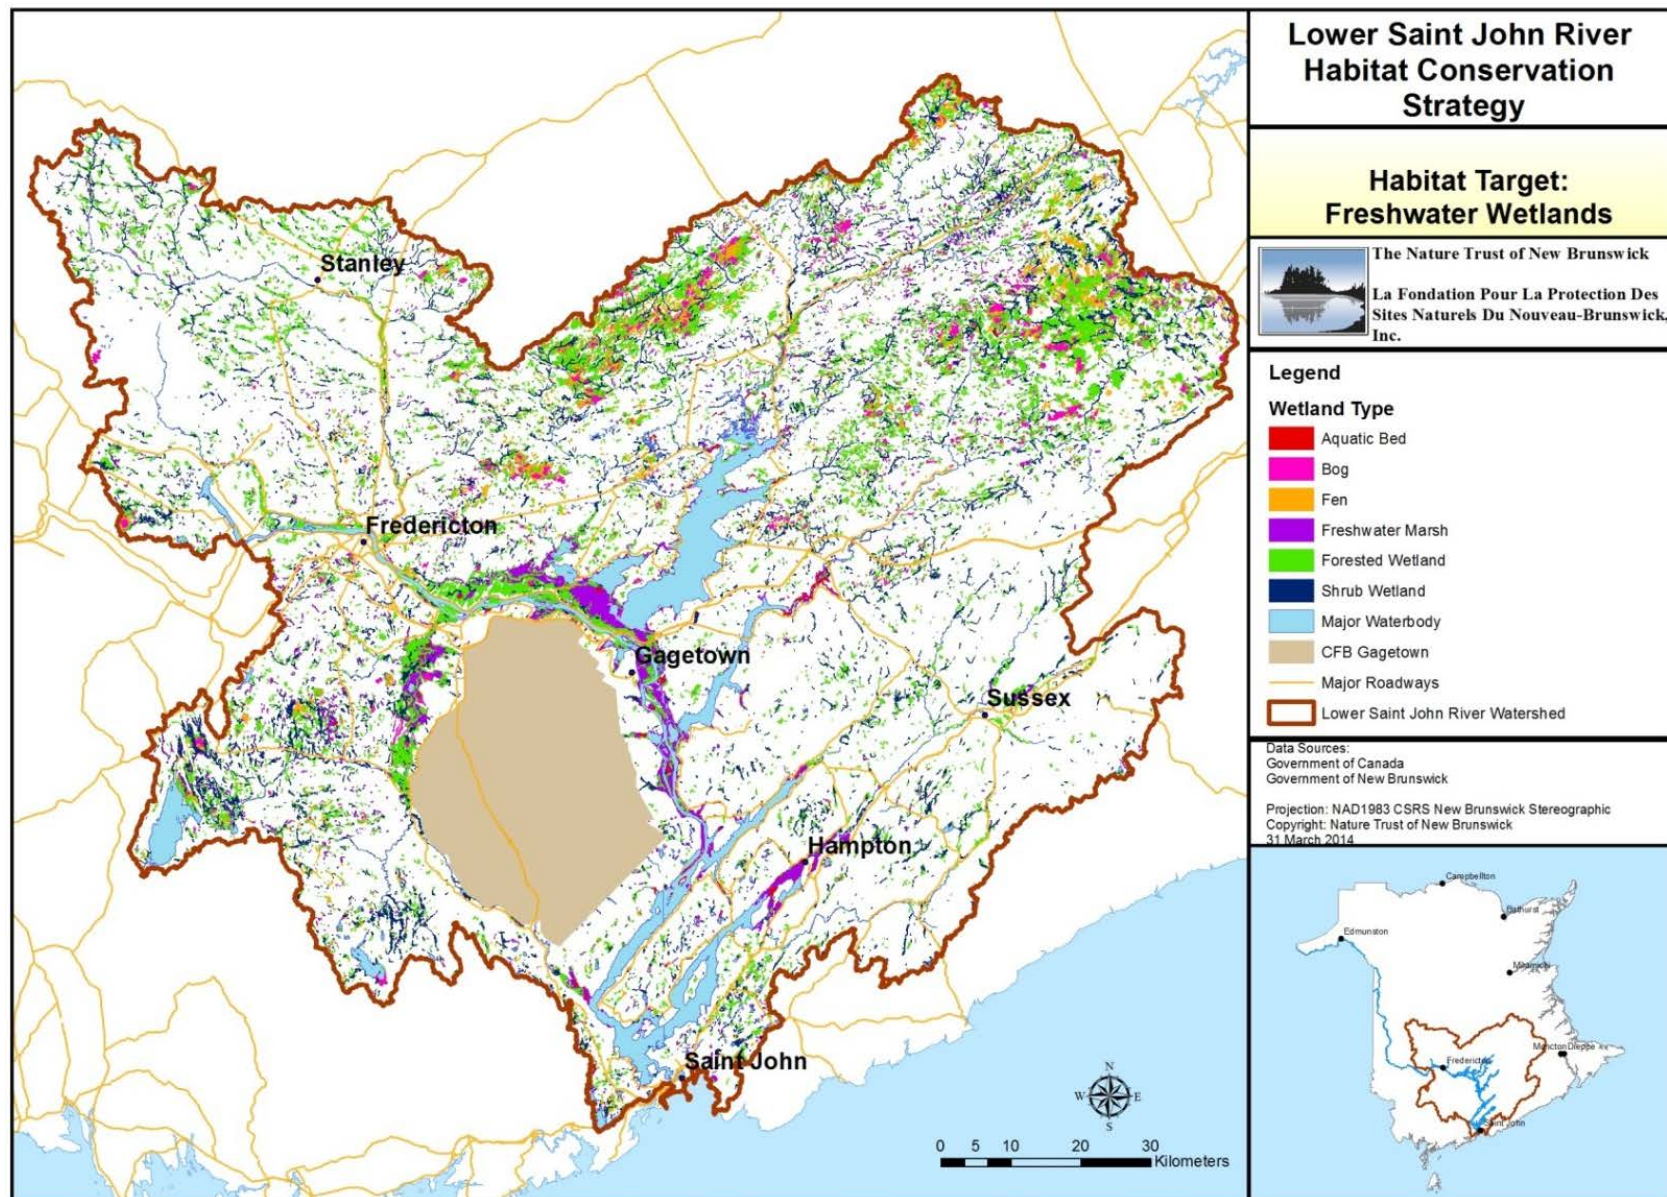 Lower Saint John River
Habitat Conservation
Strategy
Habitat Target:
Freshwater Wetlands
The Nature Trust of New Brunswick
La Fondation Pour La Protection Des
Sites Naturels Du Nouveau-Brunswick,
Inc.
Legend
Wetland Type
Aquatic Bed
Bog
Fen
Freshwater Marsh
Forested Wetland
Shrub Wetland
Major Waterbody
CFB Gagetown
Major Roadways
Lower Saint John River Watershed
Data Sources:
Government of Canada
Government of New Brunswick
Projection: NAD1983 CSRS New Brunswick Stereographic
Copyright: Nature Trust of New Brunswick
31 March 2014
Stanley
Fredericton
Gagetown
Sussex
Hampton
Saint John
N
W E
S
0 5 10 20 30
Kilometers
Campbellton
Bathurst
Edmunston
Miramichi
Moncton Dieppe
Fredericton
Saint John